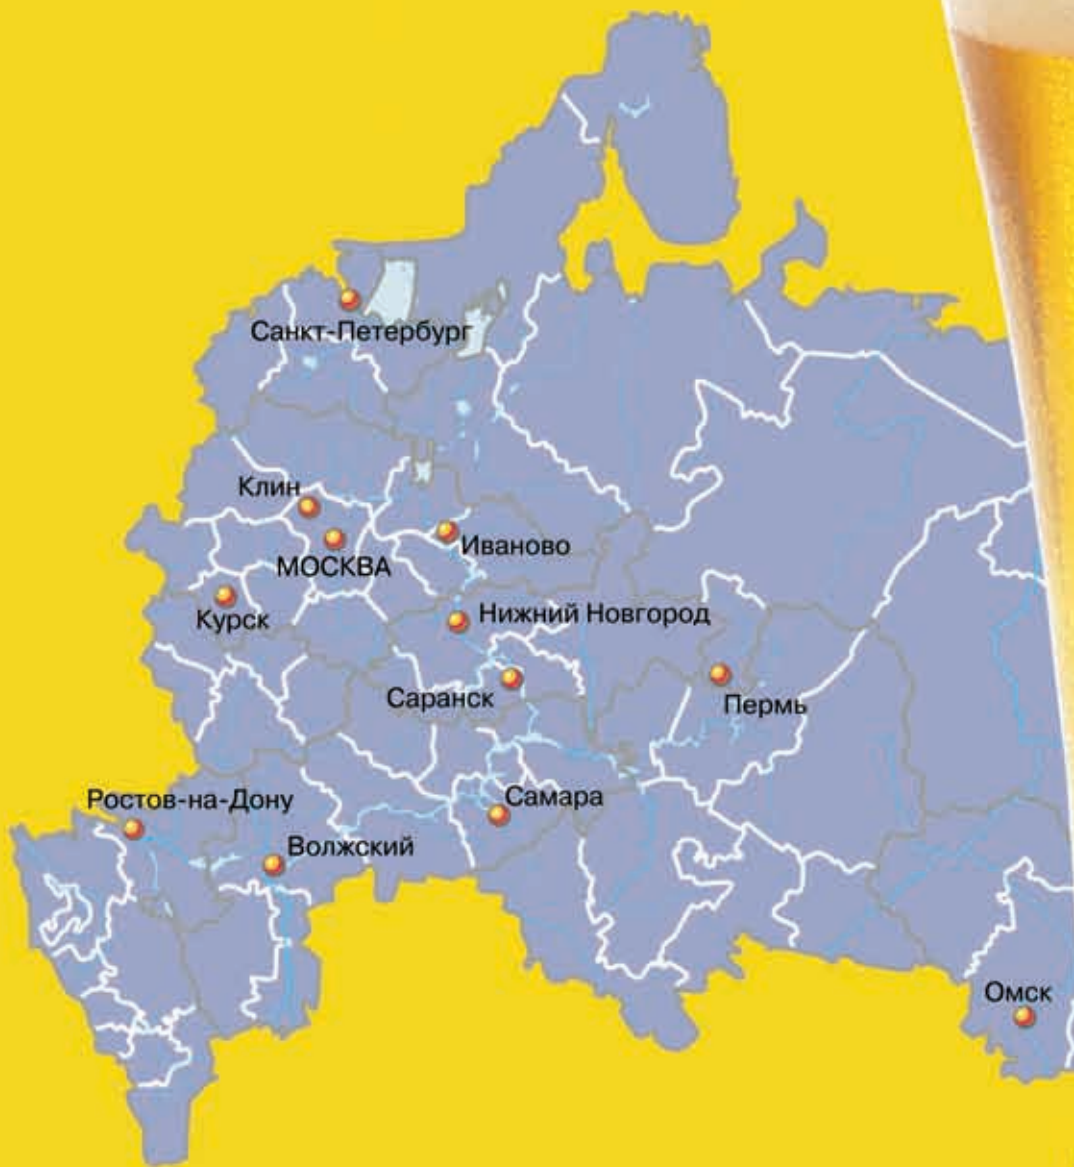 Санкт-Петербург
Клин
Иваново
МОСКВА
Курск
Нижний Новгород
Саранск
Пермь
Ростов-на-Дону
Самара
Волжский
Омск